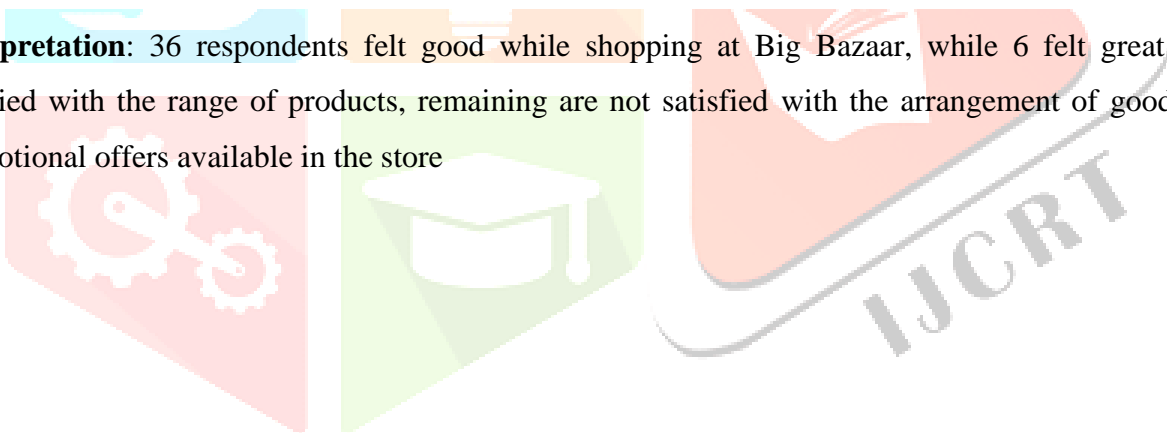 pretation: 36 respondents felt good while shopping at Big Bazaar, while 6 felt great.
ied with the range of products, remaining are not satisfied with the arrangement of good
otional offers available in the store
IJCRT